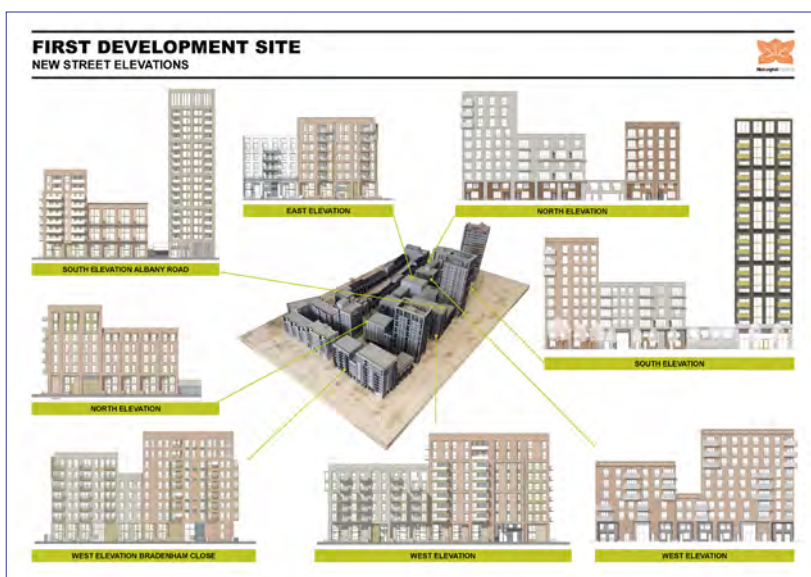 FIRST DEVELOPMENT SITE
NEW STREET ELEVATIONS
EAST ELEVATION
NORTH ELEVATION
SOUTH ELEVATION ALBANY ROAD
SOUTH ELEVATION
NORTH ELEVATION
WEST ELEVATION BRADENHAM CLOSE
WEST ELEVATION
WEST ELEVATION